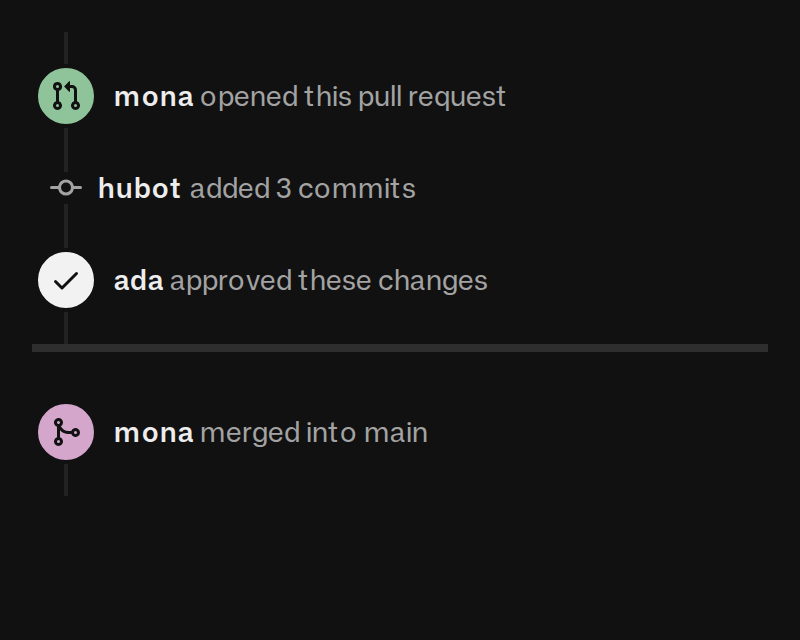 mona opened this pull request
hubot added 3 commits
ada approved these changes
mona merged into main